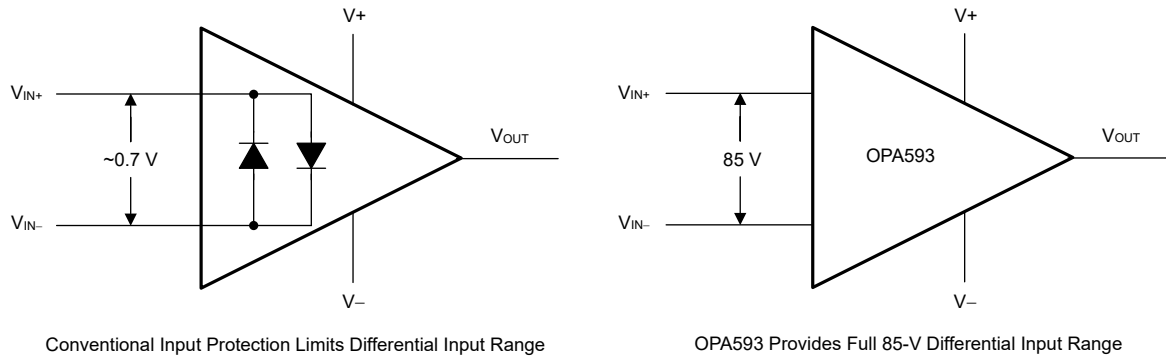 V+
V+
VIN+
~0.7 V
VIN–
VOUT
V–
VIN+
85 V
VIN–
OPA593
VOUT
V–
Conventional Input Protection Limits Differential Input Range
OPA593 Provides Full 85-V Differential Input Range